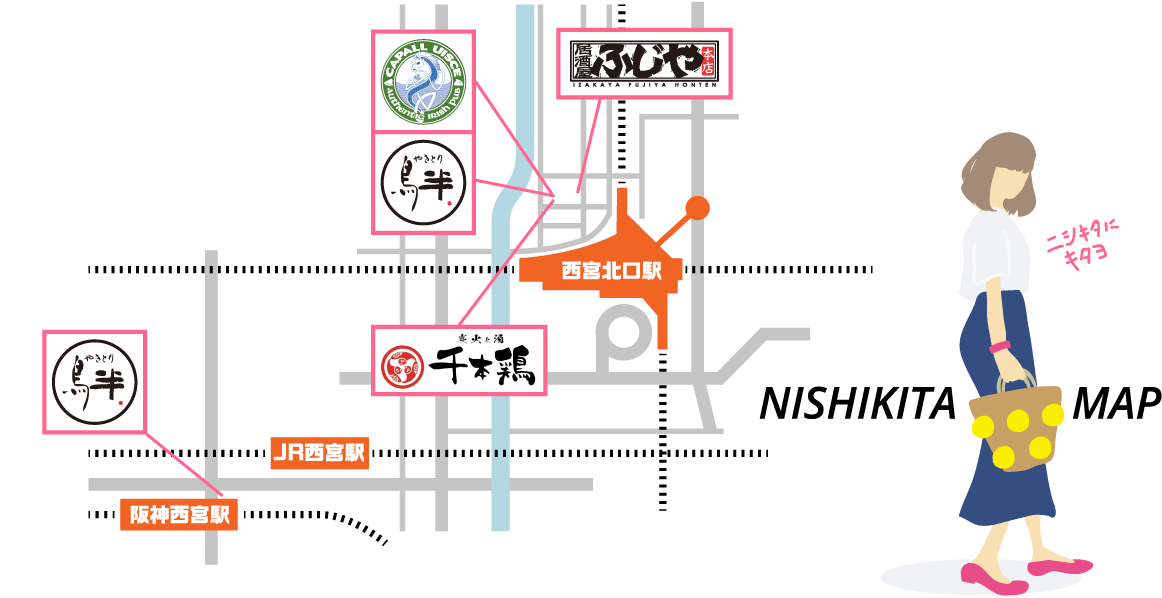 CAPALL UISCE
AUTHENTIC IRISH PUB
居酒屋
ふじや
本店
IZAKAYA FUJIYA HONTEN
やきとり
鳥半
西宮北口駅
ニシキタに
キタヨ
炭火と酒
千本鶏
やきとり
鳥半
NISHIKITA MAP
JR西宮駅
阪神西宮駅